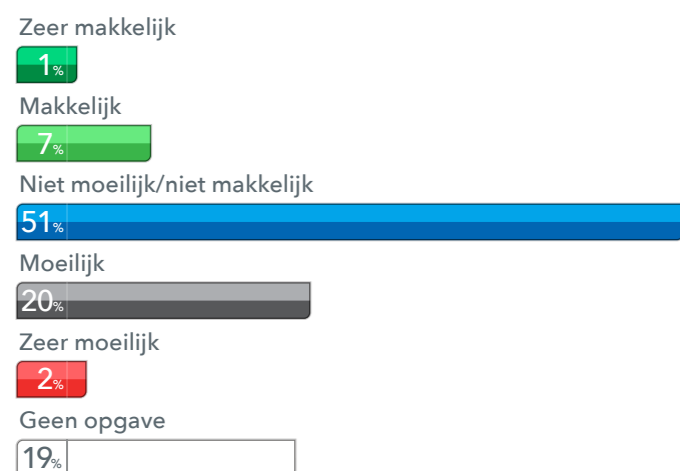 Zeer makkelijk
1%
Makkelijk
7%
Niet moeilijk/niet makkelijk
51%
Moeilijk
20%
Zeer moeilijk
2%
Geen opgave
19%